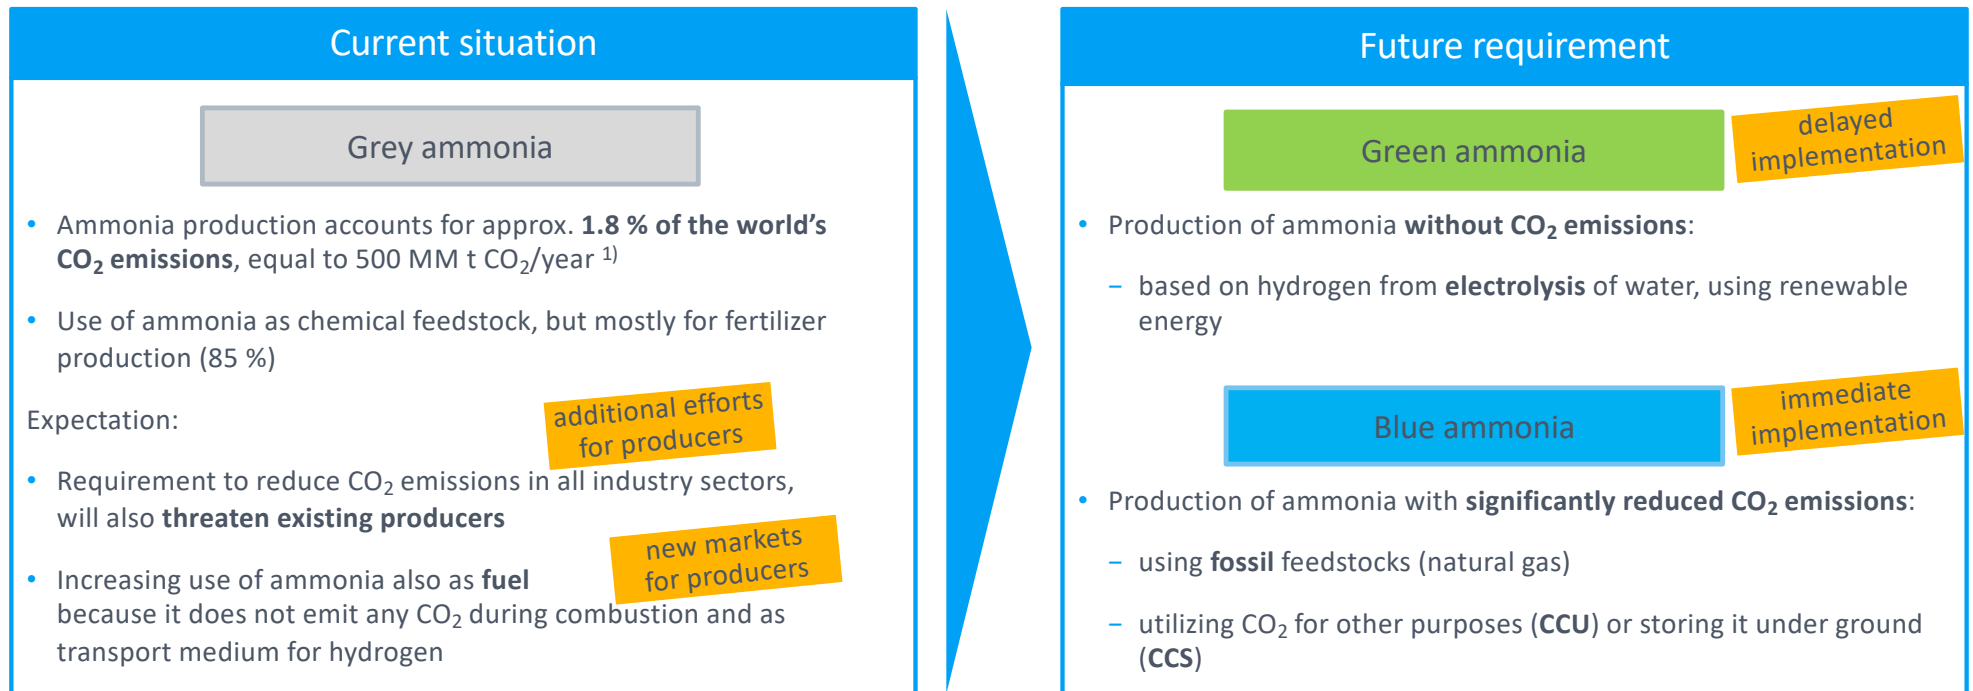 Current situation
Grey ammonia
• Ammonia production accounts for approx. 1.8 % of the world’s
CO₂ emissions, equal to 500 MM t CO₂/year ¹⁾
• Use of ammonia as chemical feedstock, but mostly for fertilizer
production (85 %)
Expectation:
additional efforts
for producers
• Requirement to reduce CO₂ emissions in all industry sectors,
will also threaten existing producers
new markets
for producers
• Increasing use of ammonia also as fuel
because it does not emit any CO₂ during combustion and as
transport medium for hydrogen
Future requirement
Green ammonia
delayed
implementation
• Production of ammonia without CO₂ emissions:
− based on hydrogen from electrolysis of water, using renewable
energy
Blue ammonia
immediate
implementation
• Production of ammonia with significantly reduced CO₂ emissions:
− using fossil feedstocks (natural gas)
− utilizing CO₂ for other purposes (CCU) or storing it under ground
(CCS)